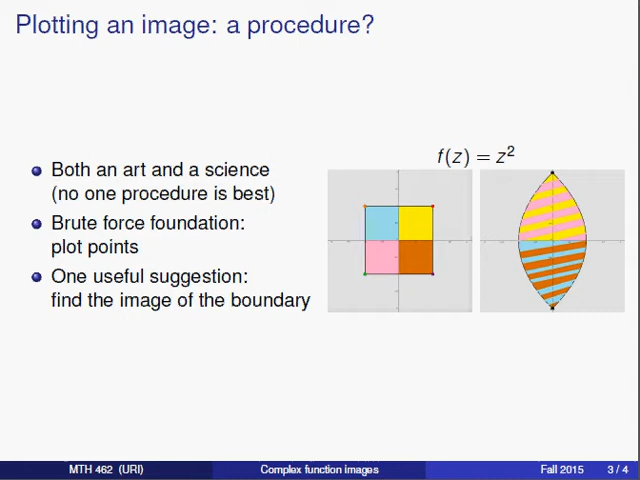 Plotting an image: a procedure?
Both an art and a science
(no one procedure is best)
Brute force foundation:
plot points
One useful suggestion:
find the image of the boundary
f(z) = z²
MTH 462 (URI)
Complex function images
Fall 2015
3 / 4